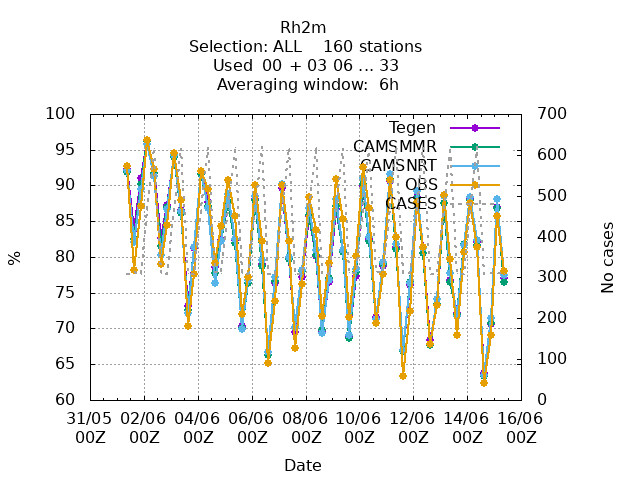 Rh2m
Selection: ALL 160 stations
Used 00 + 03 06 ... 33
Averaging window: 6h
100
95
90
85
80
75
70
65
60
%
700
600
500
400
300
200
100
0
No cases
Tegen
CAMSMMR
CAMSNRT
OBS
CASES
31/05 02/06 04/06 06/06 08/06 10/06 12/06 14/06 16/06
00Z 00Z 00Z 00Z 00Z 00Z 00Z 00Z 00Z
Date